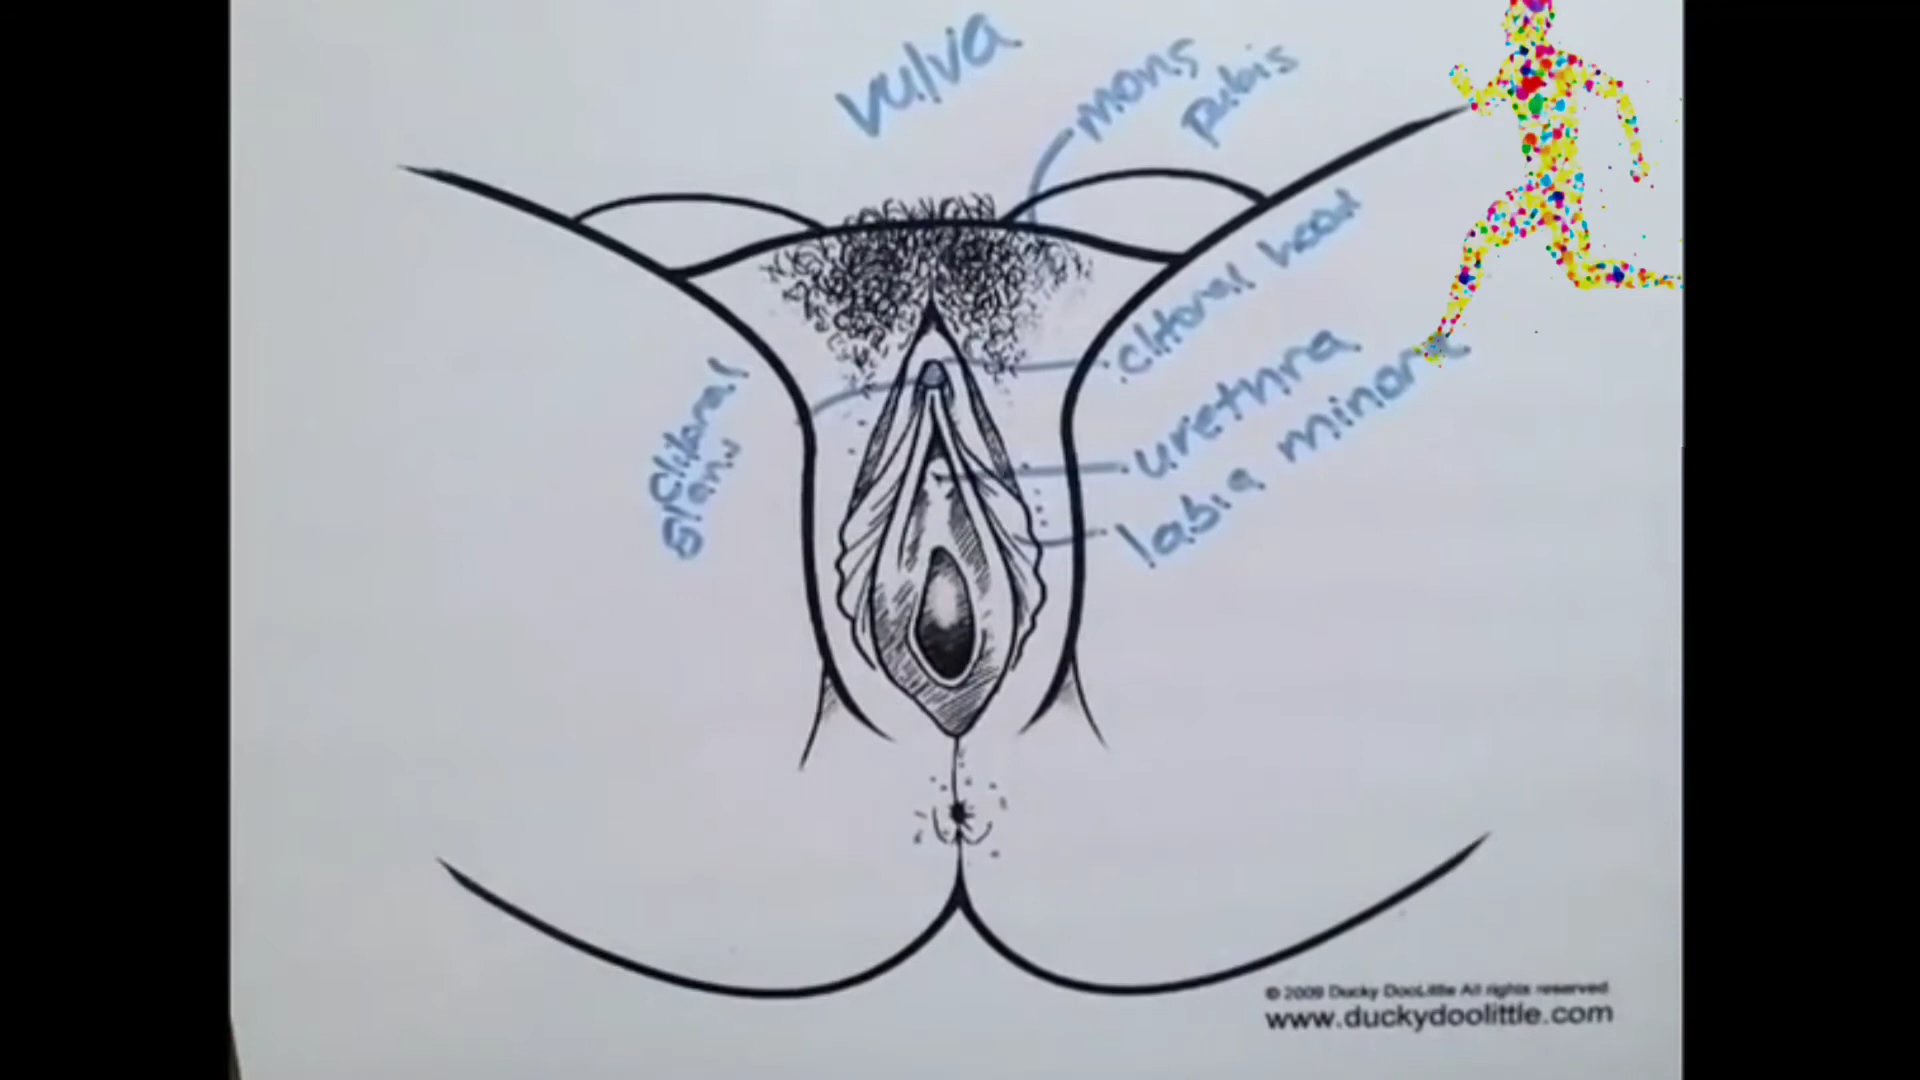 vulva
mons
pubis
clitoral hood
urethra
labia minora
clitoral
glans
© 2009 Ducky DooLittle All rights reserved.
www.duckydoolittle.com